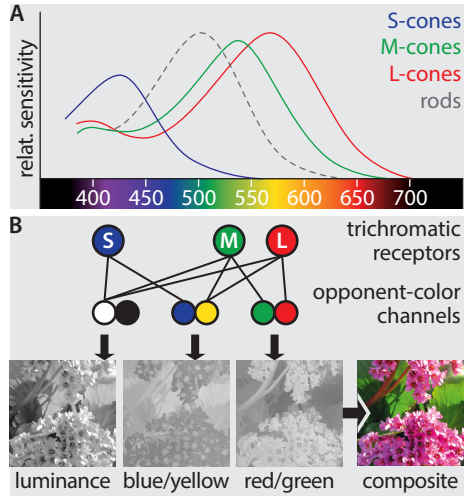 A
relat. sensitivity
S-cones
M-cones
L-cones
rods
400 450 500 550 600 650 700
B
S M L
trichromatic
receptors
opponent-color
channels
luminance blue/yellow red/green composite